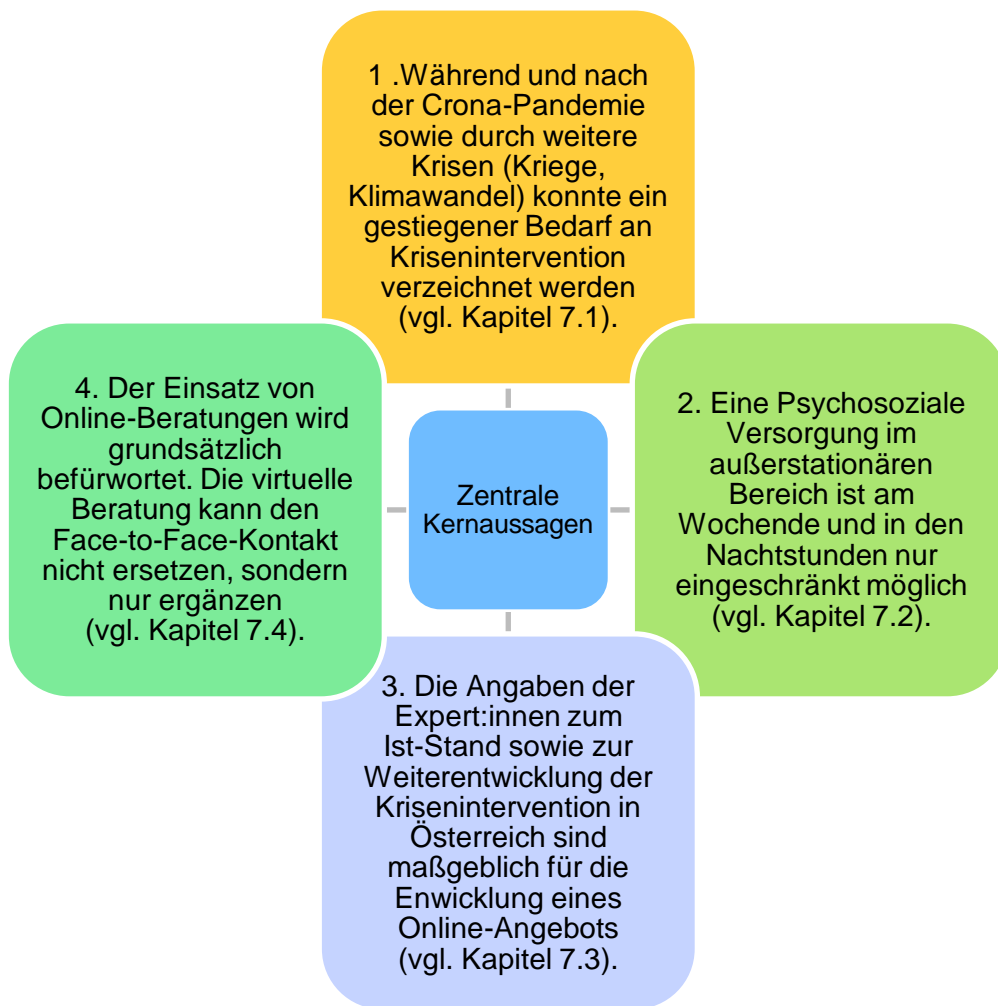 1 .Während und nach
der Crona-Pandemie
sowie durch weitere
Krisen (Kriege,
Klimawandel) konnte ein
gestiegener Bedarf an
Krisenintervention
verzeichnet werden
(vgl. Kapitel 7.1).
2. Eine Psychosoziale
Versorgung im
außerstationären
Bereich ist am
Wochende und in den
Nachtstunden nur
eingeschränkt möglich
(vgl. Kapitel 7.2).
3. Die Angaben der
Expert:innen zum
Ist-Stand sowie zur
Weiterentwicklung der
Krisenintervention in
Österreich sind
maßgeblich für die
Enwicklung eines
Online-Angebots
(vgl. Kapitel 7.3).
4. Der Einsatz von
Online-Beratungen wird
grundsätzlich
befürwortet. Die virtuelle
Beratung kann den
Face-to-Face-Kontakt
nicht ersetzen, sondern
nur ergänzen
(vgl. Kapitel 7.4).
Zentrale
Kernaussagen